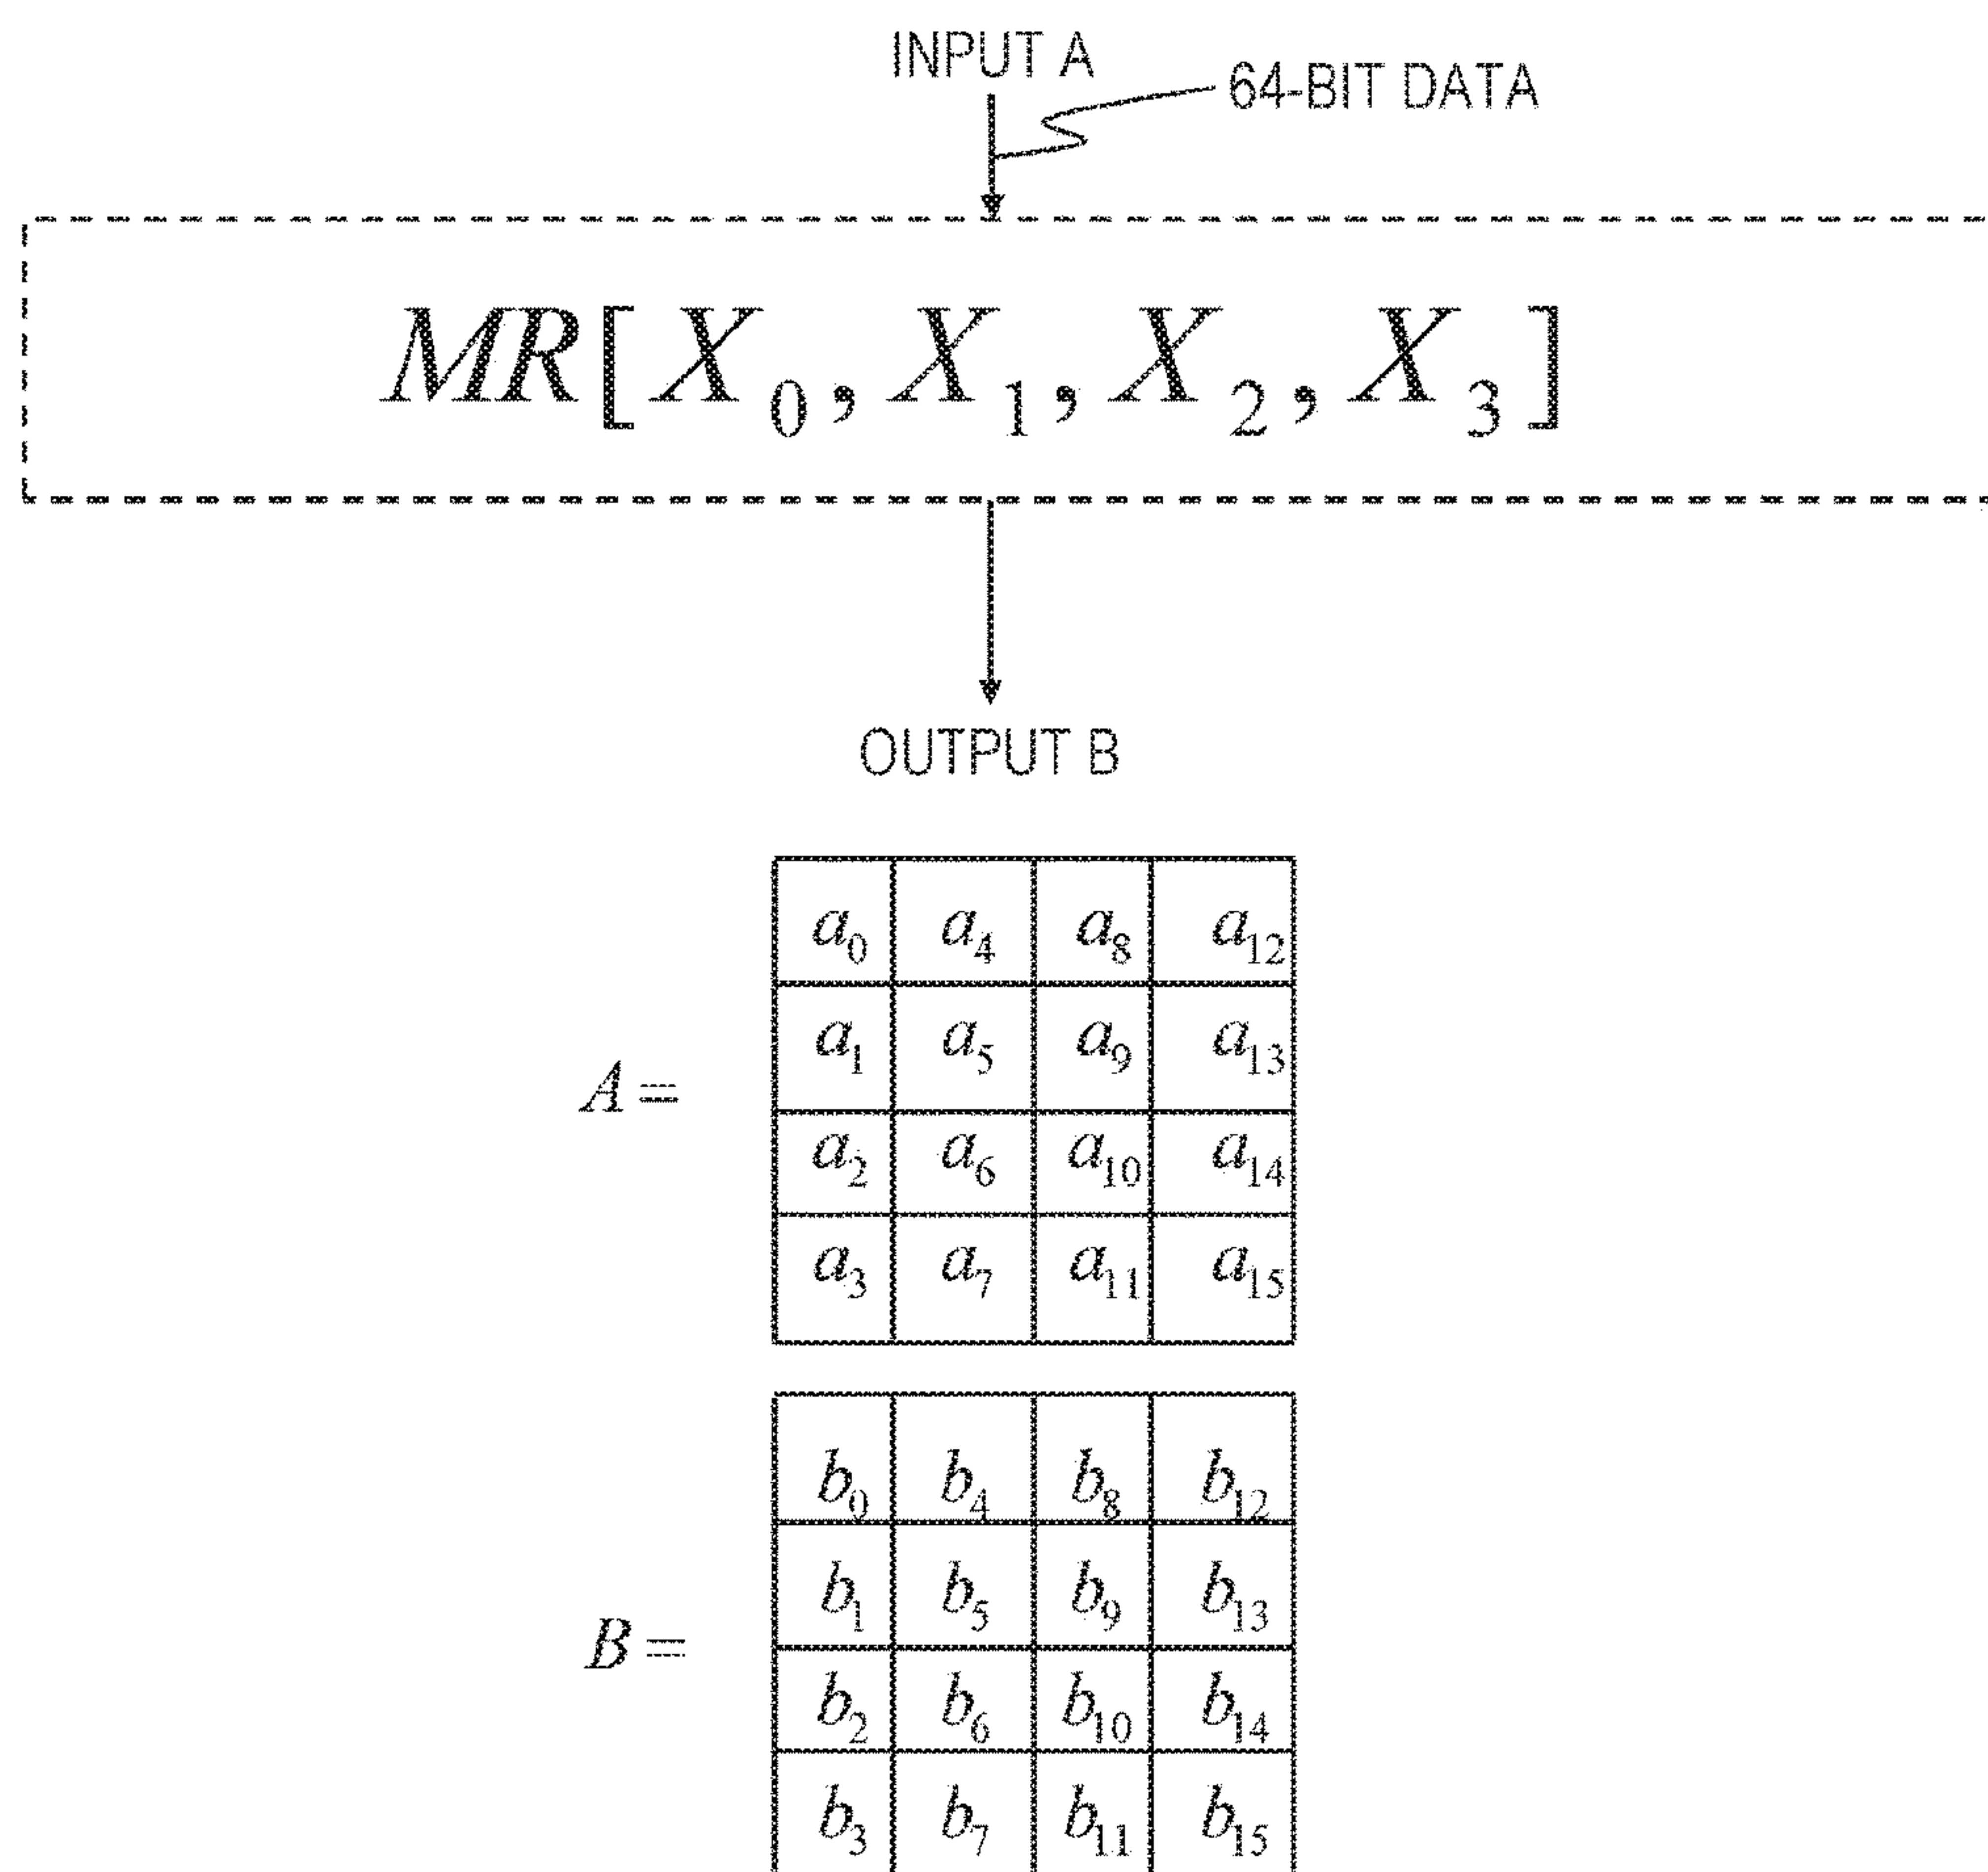 INPUT A
64-BIT DATA
MR[X₀, X₁, X₂, X₃]
OUTPUT B
A=
a₀ a₄ a₈ a₁₂
a₁ a₅ a₉ a₁₃
a₂ a₆ a₁₀ a₁₄
a₃ a₇ a₁₁ a₁₅
B=
b₀ b₄ b₈ b₁₂
b₁ b₅ b₉ b₁₃
b₂ b₆ b₁₀ b₁₄
b₃ b₇ b₁₁ b₁₅